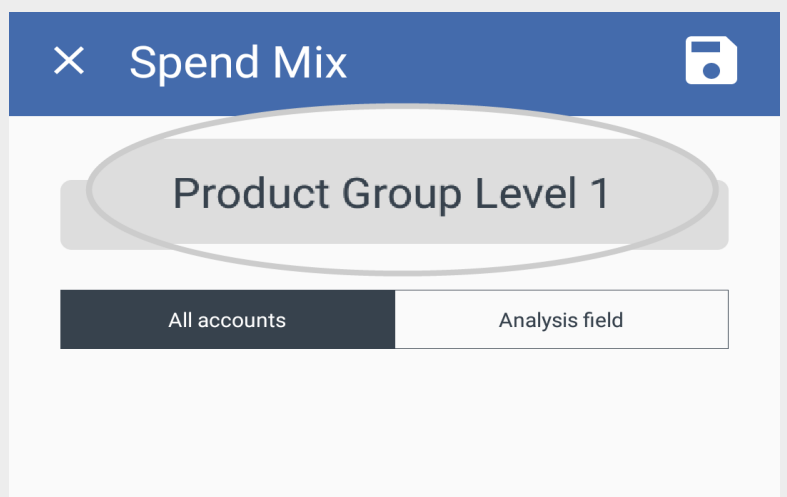 Spend Mix
Product Group Level 1
All accounts
Analysis field